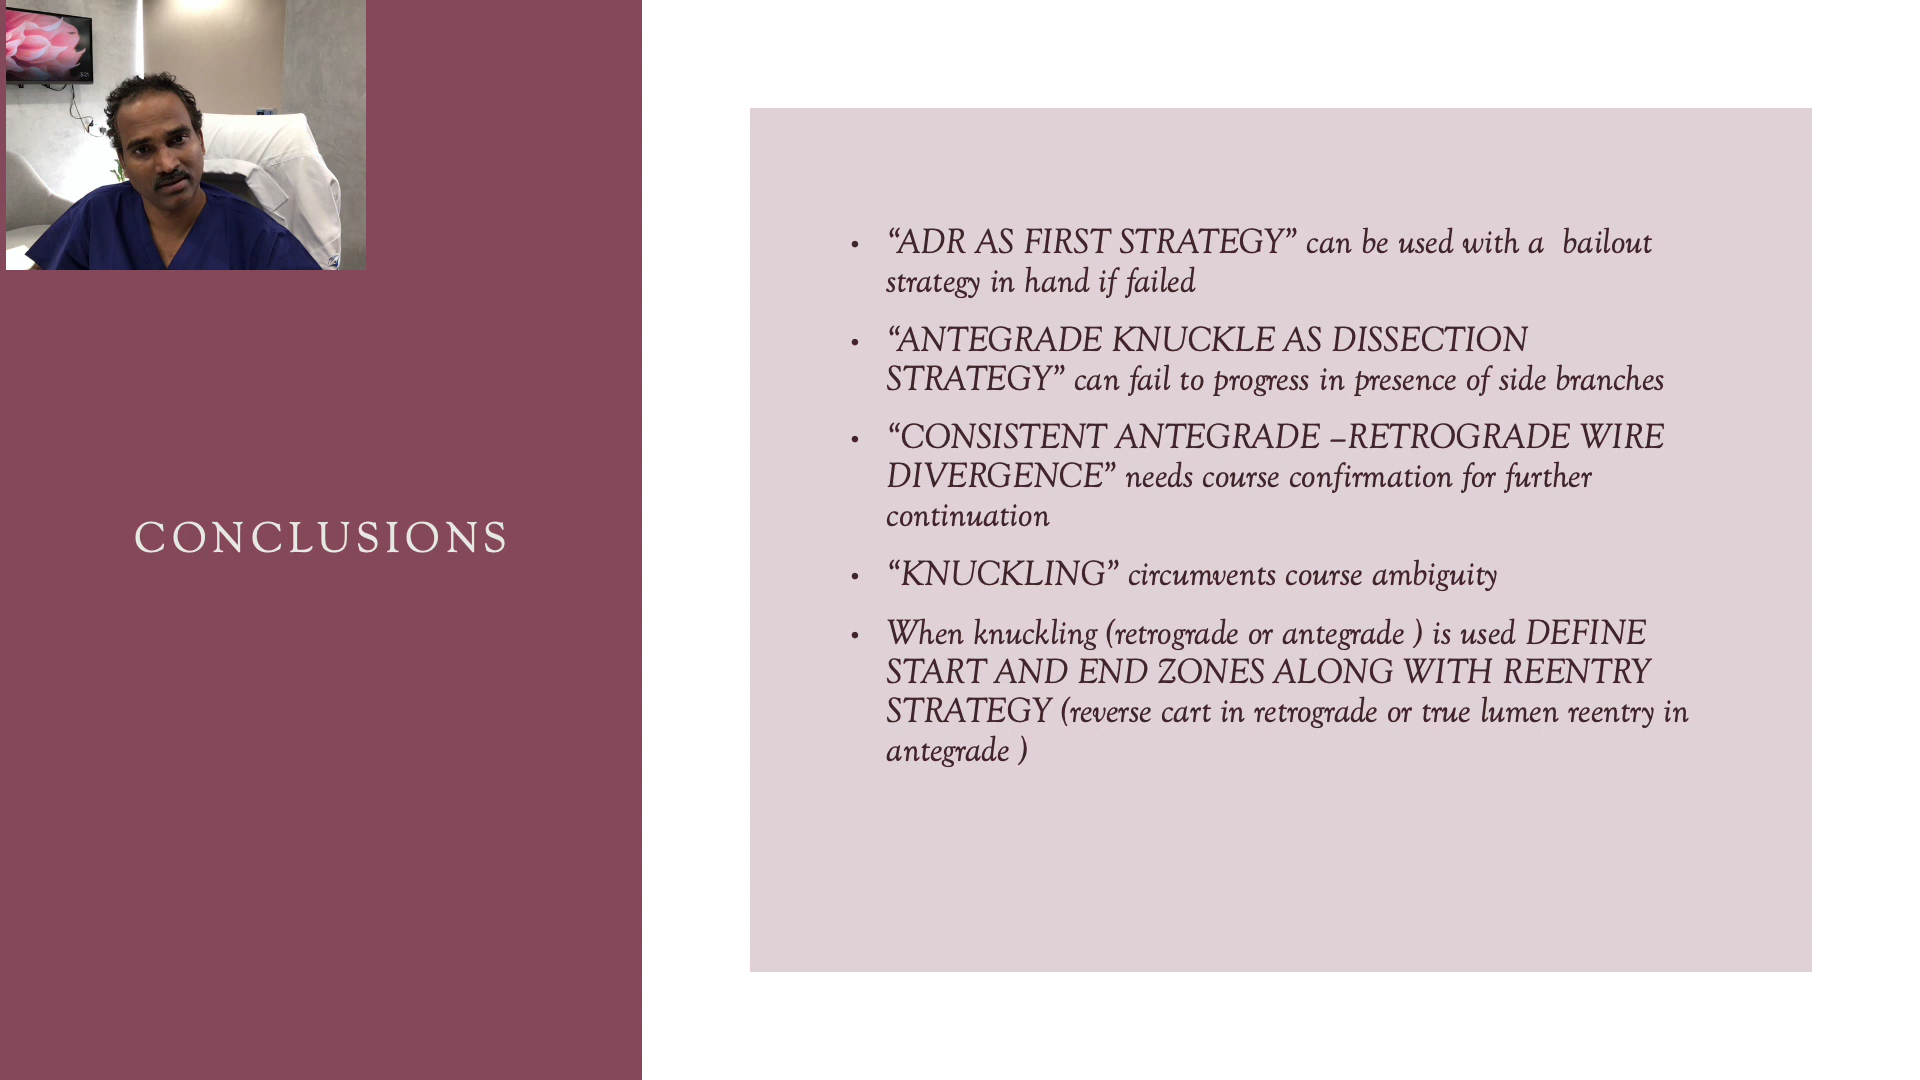 CONCLUSIONS
• “ADR AS FIRST STRATEGY” can be used with a  bailout
strategy in hand if failed
• “ANTEGRADE KNUCKLE AS DISSECTION
STRATEGY” can fail to progress in presence of side branches
• “CONSISTENT ANTEGRADE –RETROGRADE WIRE
DIVERGENCE” needs course confirmation for further
continuation
• “KNUCKLING” circumvents course ambiguity
• When knuckling (retrograde or antegrade ) is used DEFINE
START AND END ZONES ALONG WITH REENTRY
STRATEGY (reverse cart in retrograde or true lumen reentry in
antegrade )